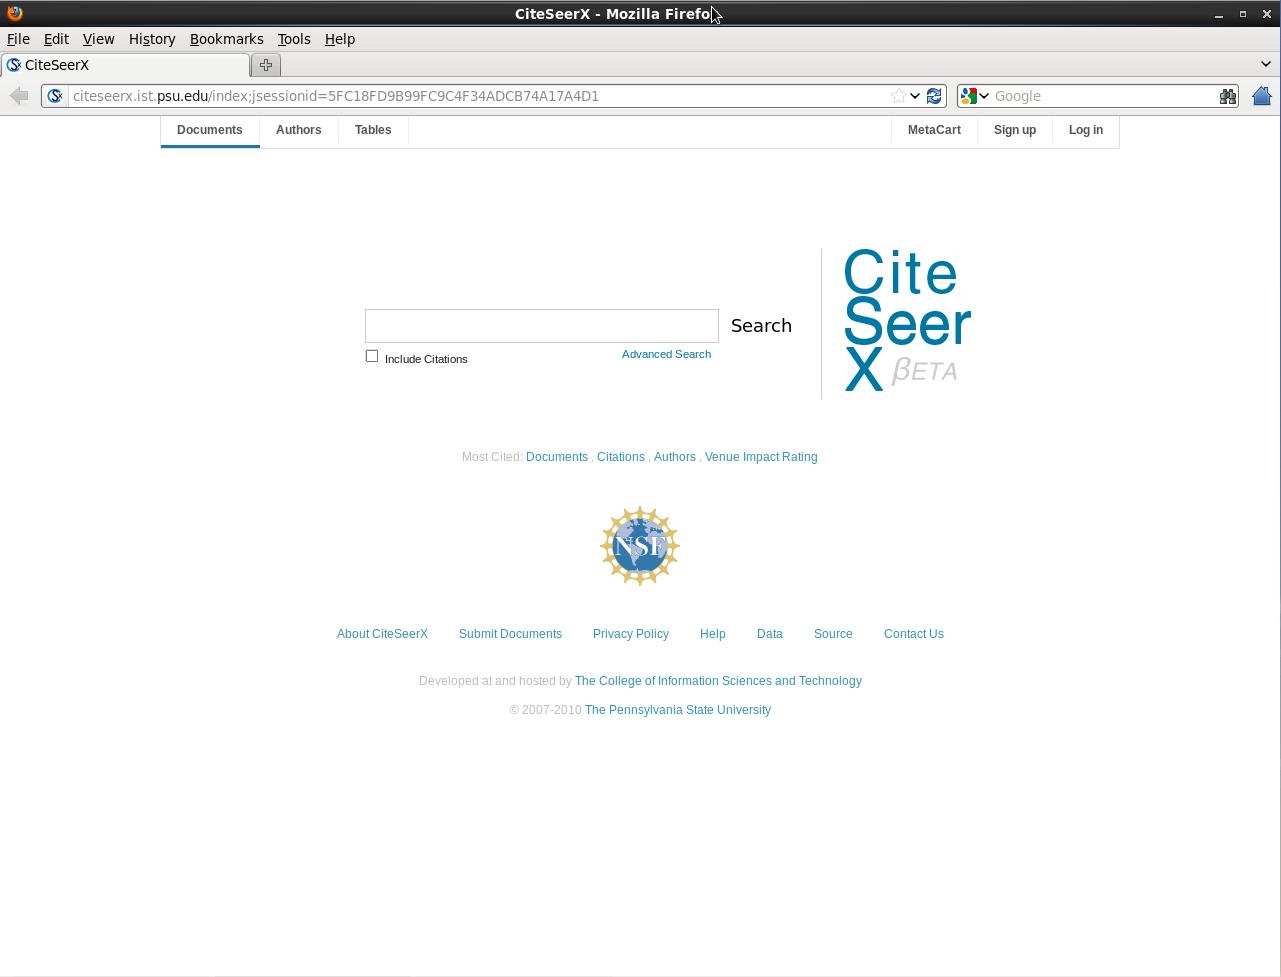 CiteSeerX - Mozilla Firefo
File Edit View History Bookmarks Tools Help
CiteSeerX
citeseerx.ist.psu.edu/index;jsessionid=5FC18FD9B99FC9C4F34ADCB74A17A4D1 Google
Documents Authors Tables MetaCart Sign up Log in
Cite
Seer
X βETA
Search
Include Citations Advanced Search
Most Cited: Documents . Citations . Authors . Venue Impact Rating
NSF
About CiteSeerX Submit Documents Privacy Policy Help Data Source Contact Us
Developed at and hosted by The College of Information Sciences and Technology
© 2007-2010 The Pennsylvania State University